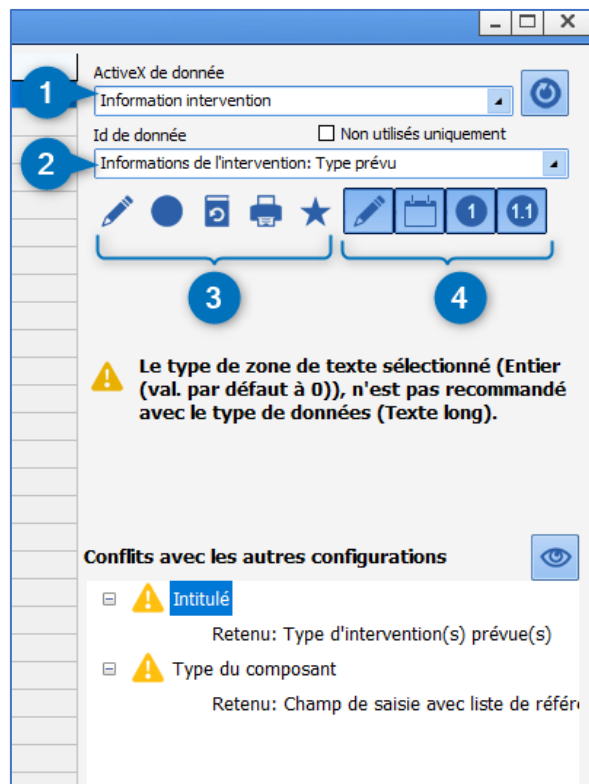 ActiveX de donnée
1
Information intervention
Id de donnée
Non utilisés uniquement
2
Informations de l'intervention: Type prévu
1
1.1
3
4
Le type de zone de texte sélectionné (Entier
(val. par défaut à 0)), n'est pas recommandé
avec le type de données (Texte long).
Conflits avec les autres configurations
Intitulé
Retenu: Type d'intervention(s) prévue(s)
Type du composant
Retenu: Champ de saisie avec liste de référe